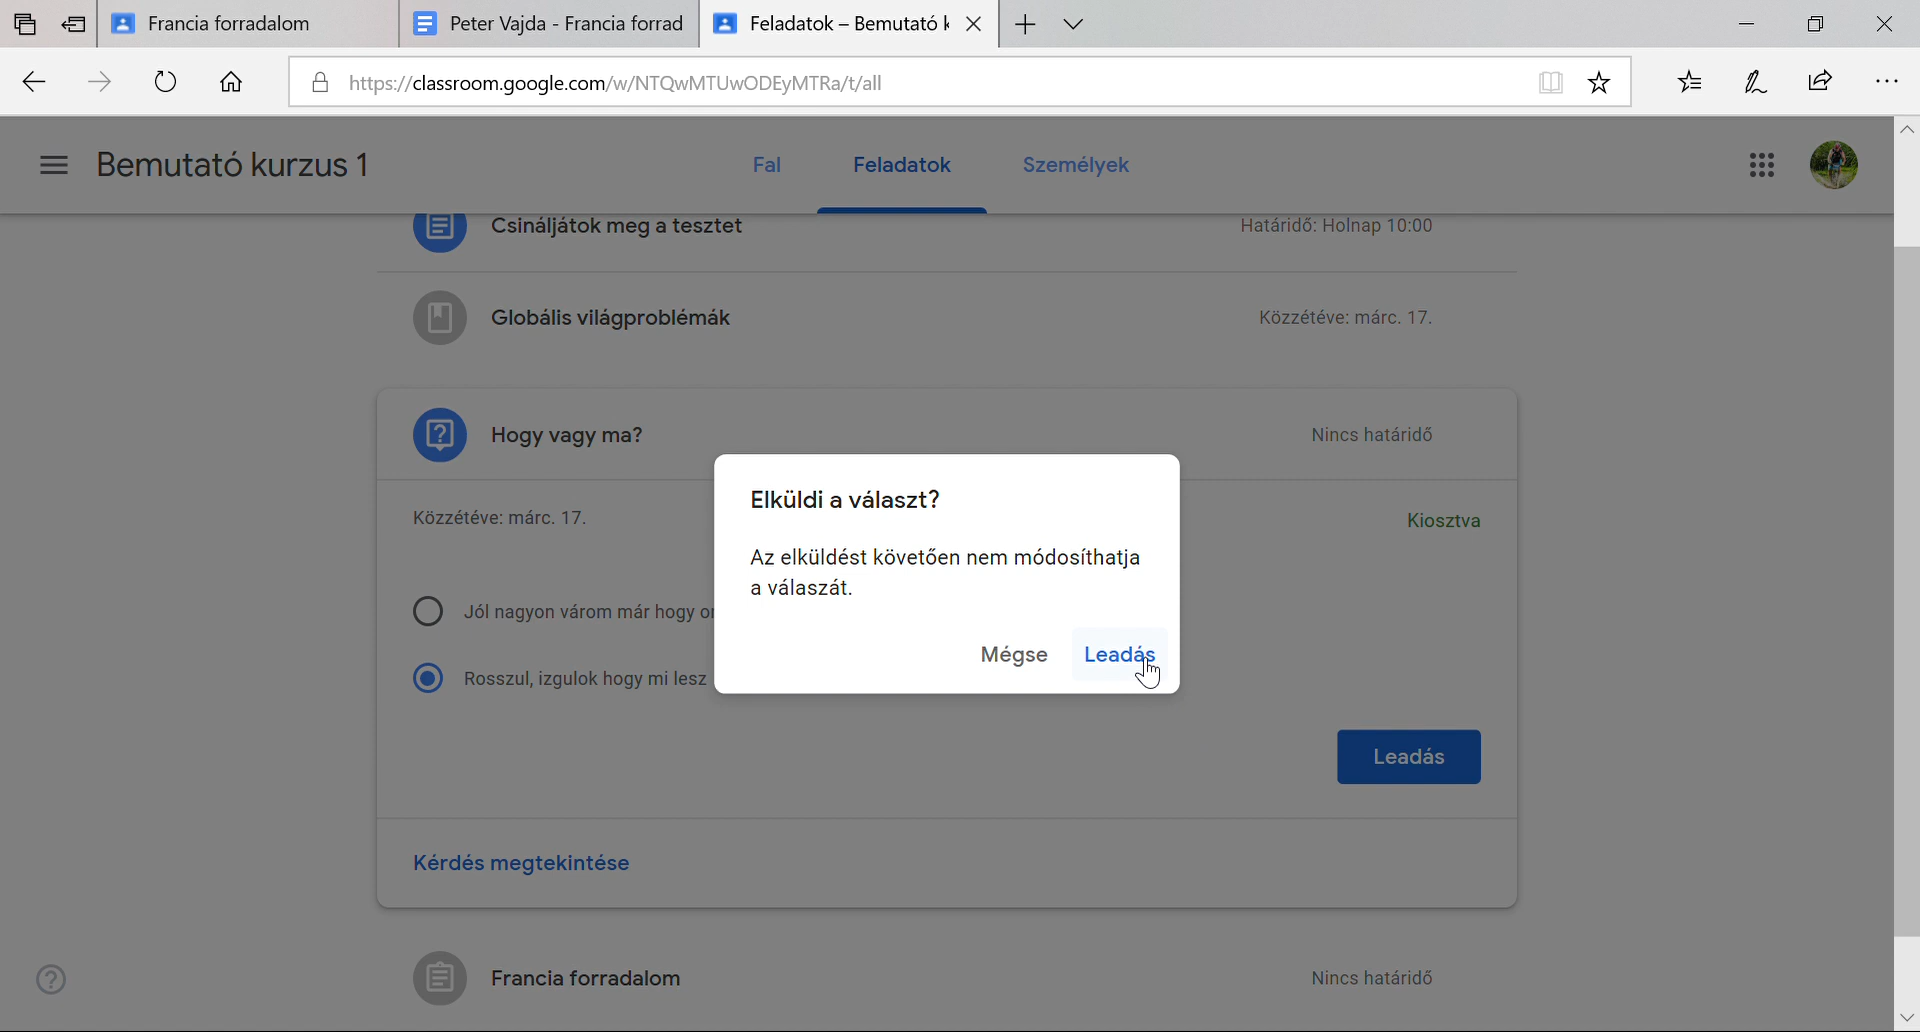 Francia forradalom
Peter Vajda - Francia forrad
Feladatok – Bemutató k
https://classroom.google.com/w/NTQwMTUwODEyMTRa/t/all
Bemutató kurzus 1
Fal
Feladatok
Személyek
Csináljátok meg a tesztet
Határidő: Holnap 10:00
Globális világproblémák
Közzétéve: márc. 17.
Hogy vagy ma?
Nincs határidő
Közzétéve: márc. 17.
Kiosztva
Jól nagyon várom már hogy
Rosszul, izgulok hogy mi lesz
Elküldi a választ?
Az elküldést követően nem módosíthatja
a válaszát.
Mégse
Leadás
Leadás
Kérdés megtekintése
Francia forradalom
Nincs határidő